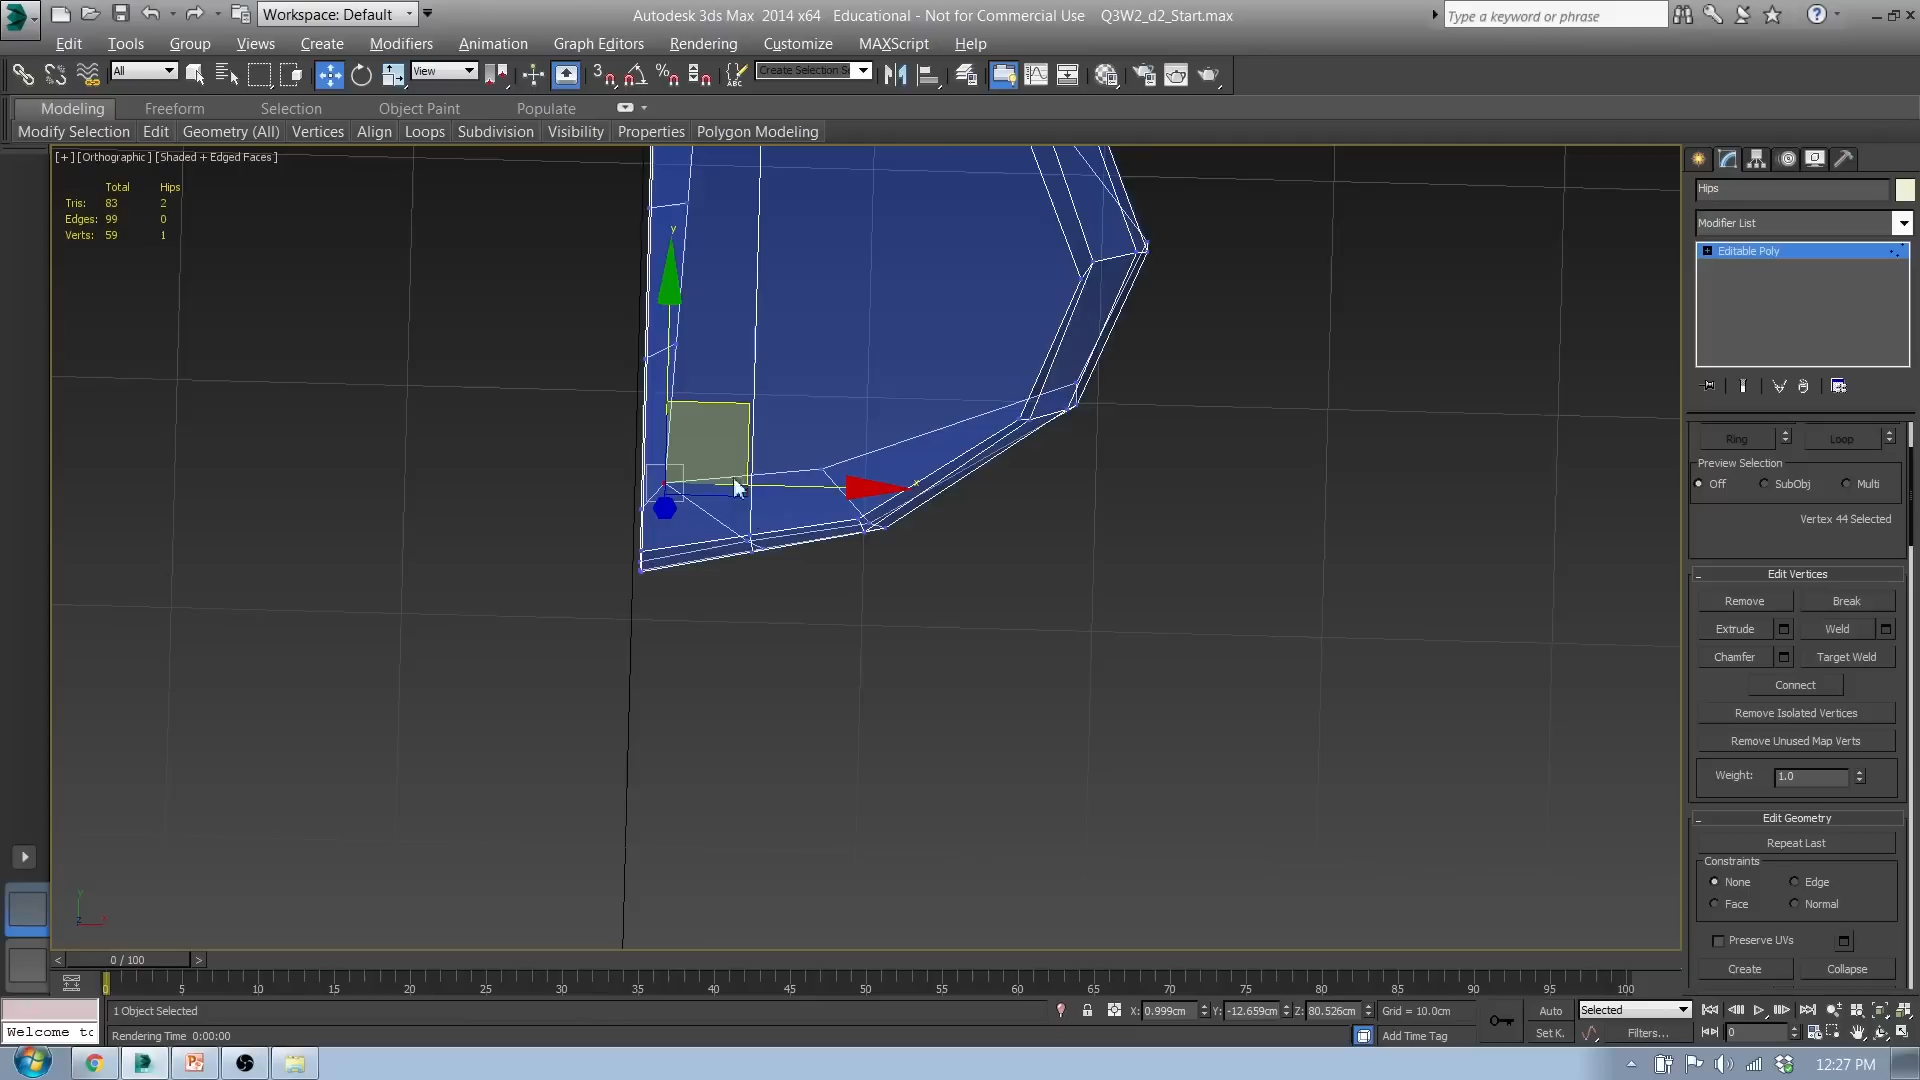 Workspace: Default
Autodesk 3ds Max 2014 x64 Educational - Not for Commercial Use Q3W2_d2_Start.max
Type a keyword or phrase
Edit Tools Group Views Create Modifiers Animation Graph Editors Rendering Customize MAXScript Help
All
View
Create Selection S
Modeling Freeform Selection Object Paint Populate
Modify Selection Edit Geometry (All) Vertices Align Loops Subdivision Visibility Properties Polygon Modeling
[+][Orthographic][Shaded + Edged Faces]
Total Hips
Tris: 83 2
Edges: 99 0
Verts: 59 1
y
x
Hips
Modifier List
Editable Poly
Ring Loop
Preview Selection
Off SubObj Multi
Vertex 44 Selected
Edit Vertices
Remove Break
Extrude Weld
Chamfer Target Weld
Connect
Remove Isolated Vertices
Remove Unused Map Verts
Weight: 1.0
Edit Geometry
Repeat Last
Constraints
None Edge
Face Normal
Preserve UVs
Create Collapse
< 0 / 100 >
0 5 10 15 20 25 30 35 40 45 50 55 60 65 70 75 80 85 90 95 100
1 Object Selected X: 0.999cm Y: -12.659cm Z: 80.526cm Grid = 10.0cm Auto Selected
Welcome to
Rendering Time 0:00:00 Add Time Tag Set K. Filters... 0
12:27 PM